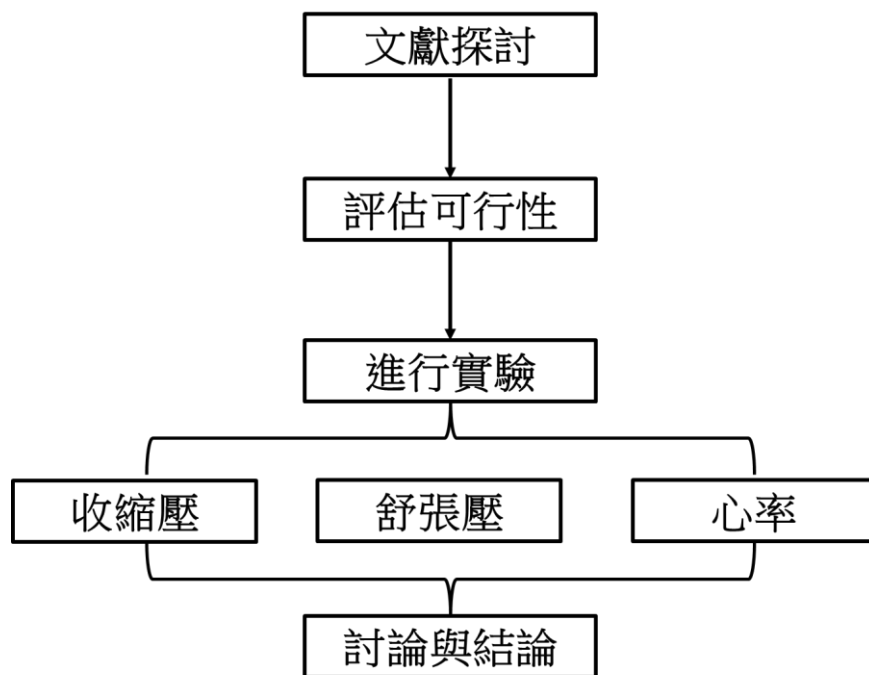 文獻探討
評估可行性
進行實驗
收縮壓
舒張壓
心率
討論與結論